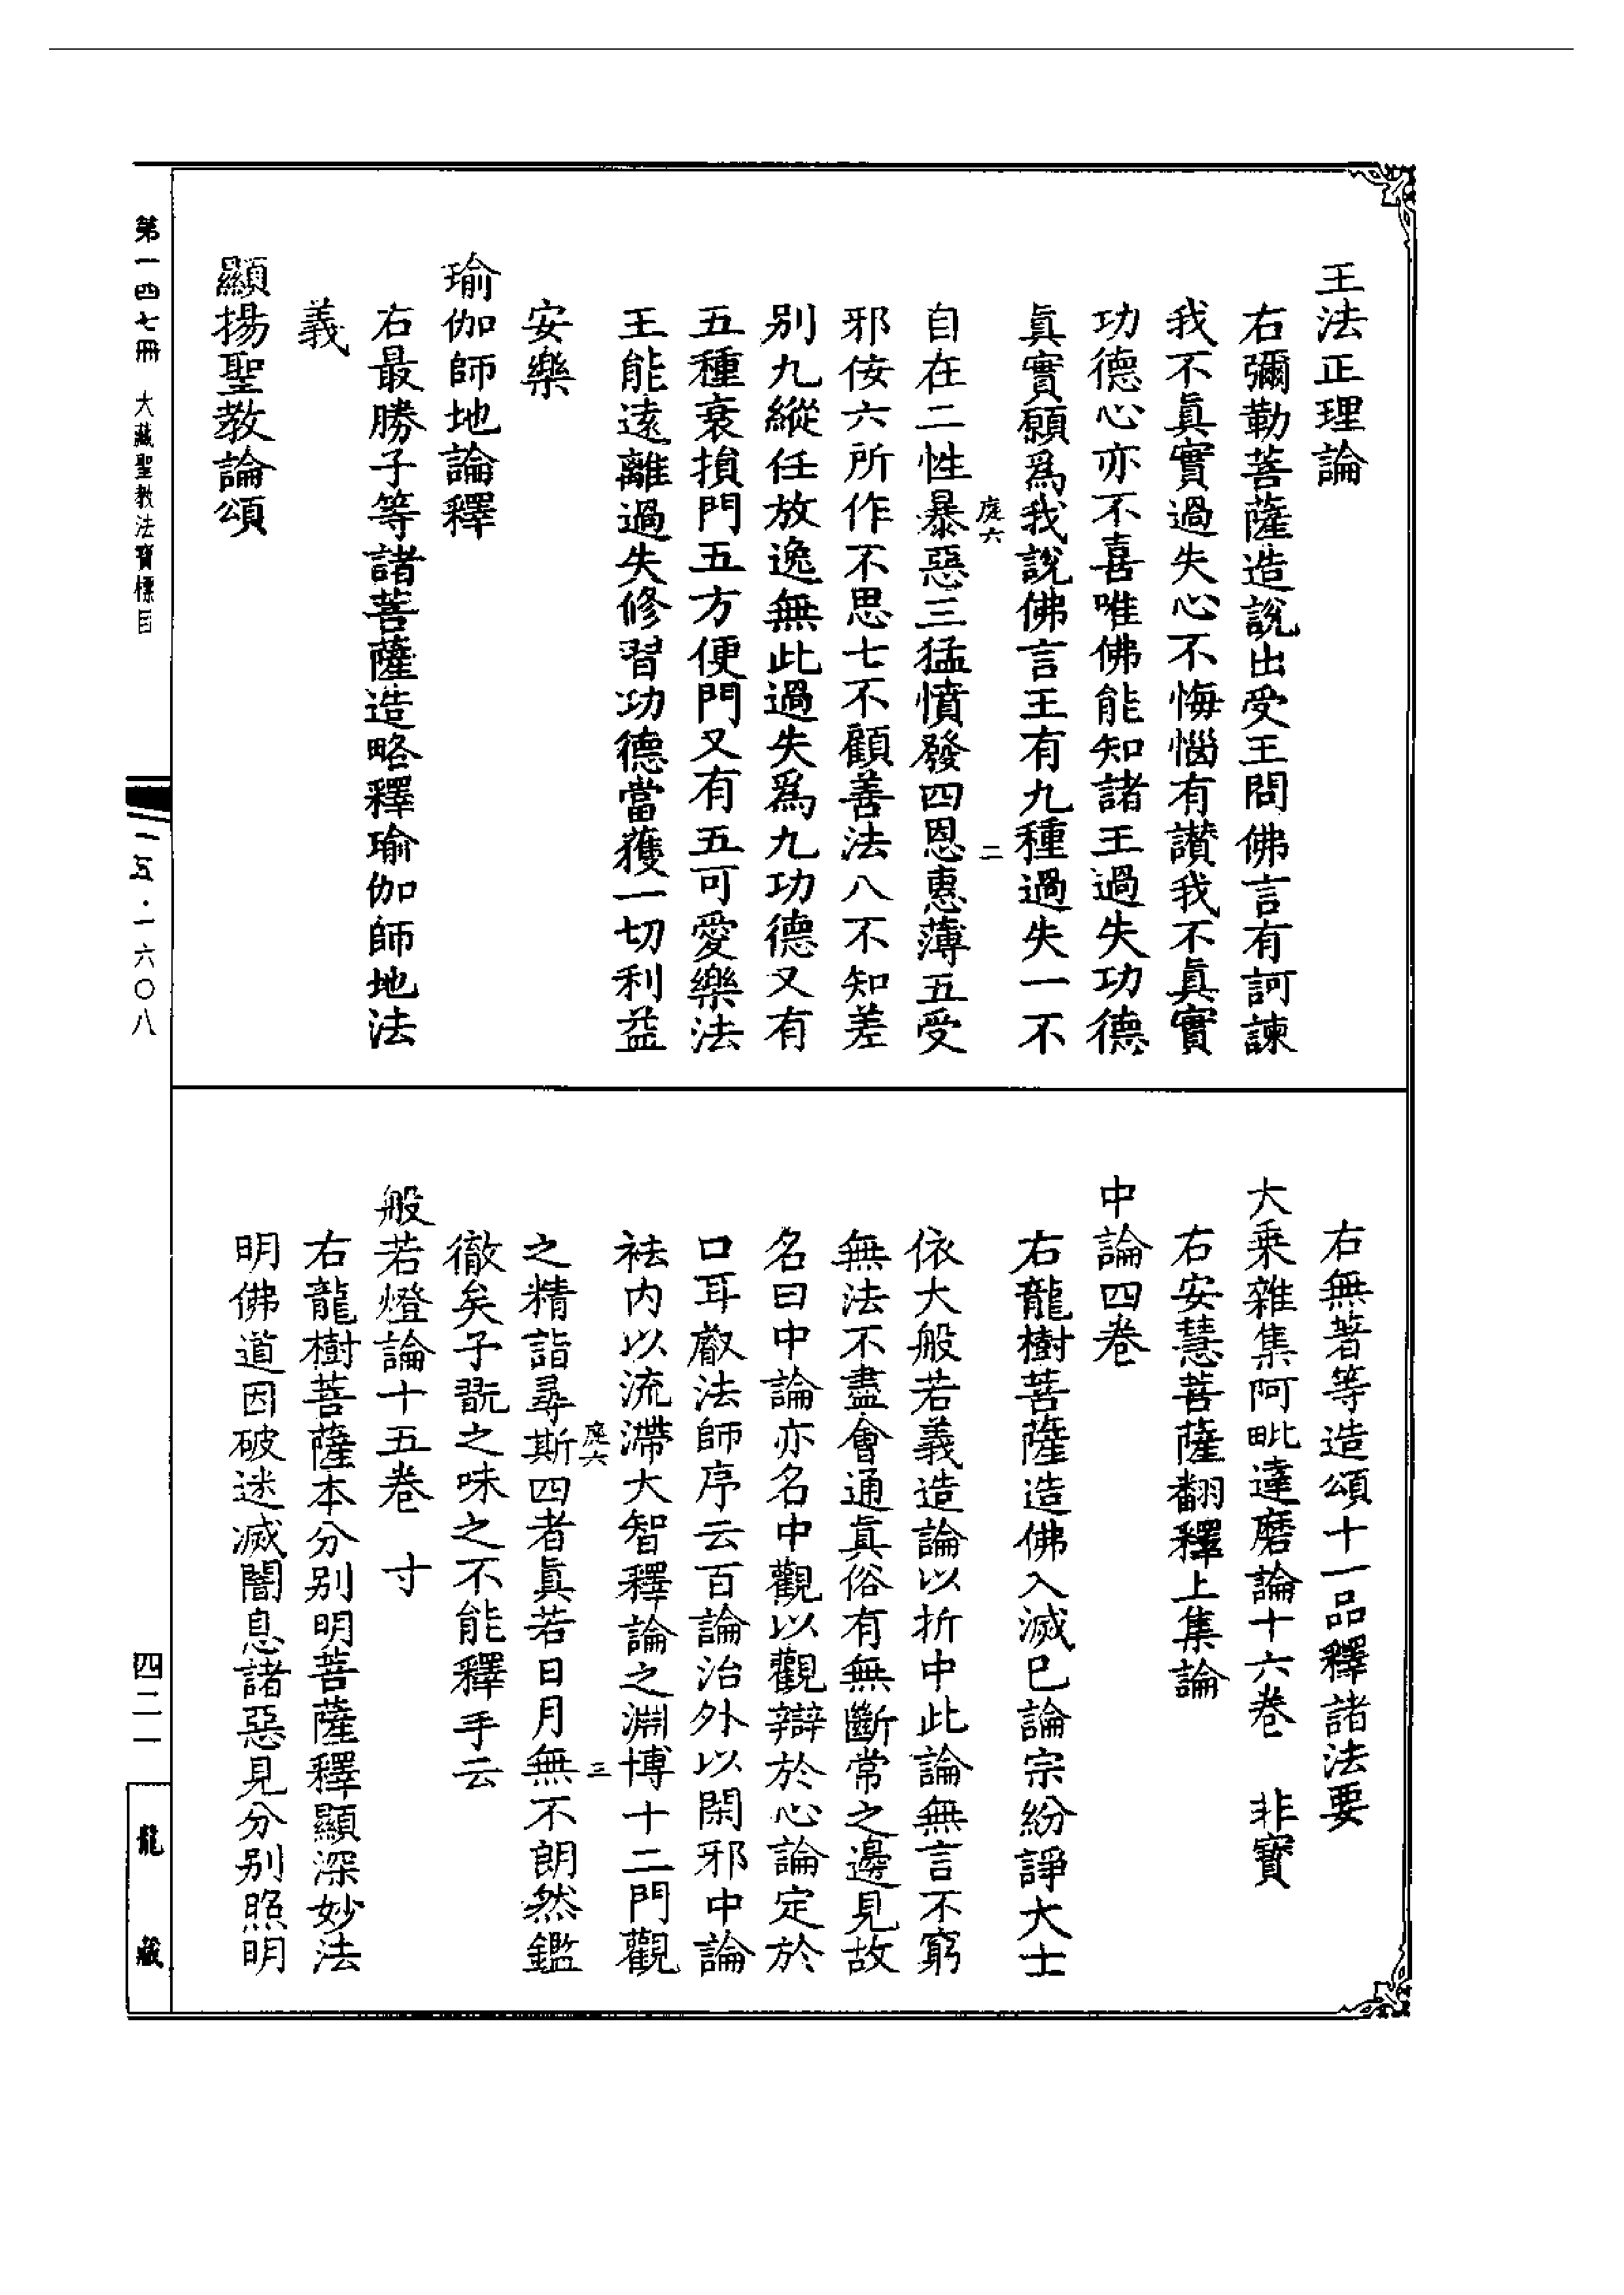 王法正理論
右彌勒菩薩造說出受王問佛言有訶諫
我不眞實過失心不悔惱有讃我不眞實
功德心亦不喜唯佛能知諸王過失功德
眞實願爲我說佛言王有九種過失一不
庭六 二
自在二性暴惡三猛憤發四恩惠薄五受
邪侫六所作不思七不顧善法八不知差
别九縱任放逸無此過失爲九功德又有
五種衰損門五方便門又有五可愛樂法
王能遠離過失修習功德當獲一切利益
安樂
瑜伽師地論釋
右最勝子等諸菩薩造略釋瑜伽師地法
義
顯揚聖教論頌
右無著等造頌十一品釋諸法要
大乗雜集阿毗達磨論十六卷 非寶
右安慧菩薩翻釋上集論
中論四卷
右龍樹菩薩造佛入滅已論宗紛諍大士
依大般若義造論以折中此論無言不窮
無法不盡會通眞俗有無斷常之邊見故
名曰中論亦名中觀以觀辯於心論定於
口耳叡法師序云百論治外以閑邪中論
祛内以流滯大智釋論之淵博十二門觀
庭六 三
之精詣尋斯四者眞若日月無不朗然鑑
徹矣予翫之味之不能釋手云
般若燈論十五卷 寸
右龍樹菩薩本分别明菩薩釋顯深妙法
明佛道因破迷滅闇息諸惡見分别照明
第一四七冊 大藏聖教法寶標目
一五·一六〇八
四二一
龍藏